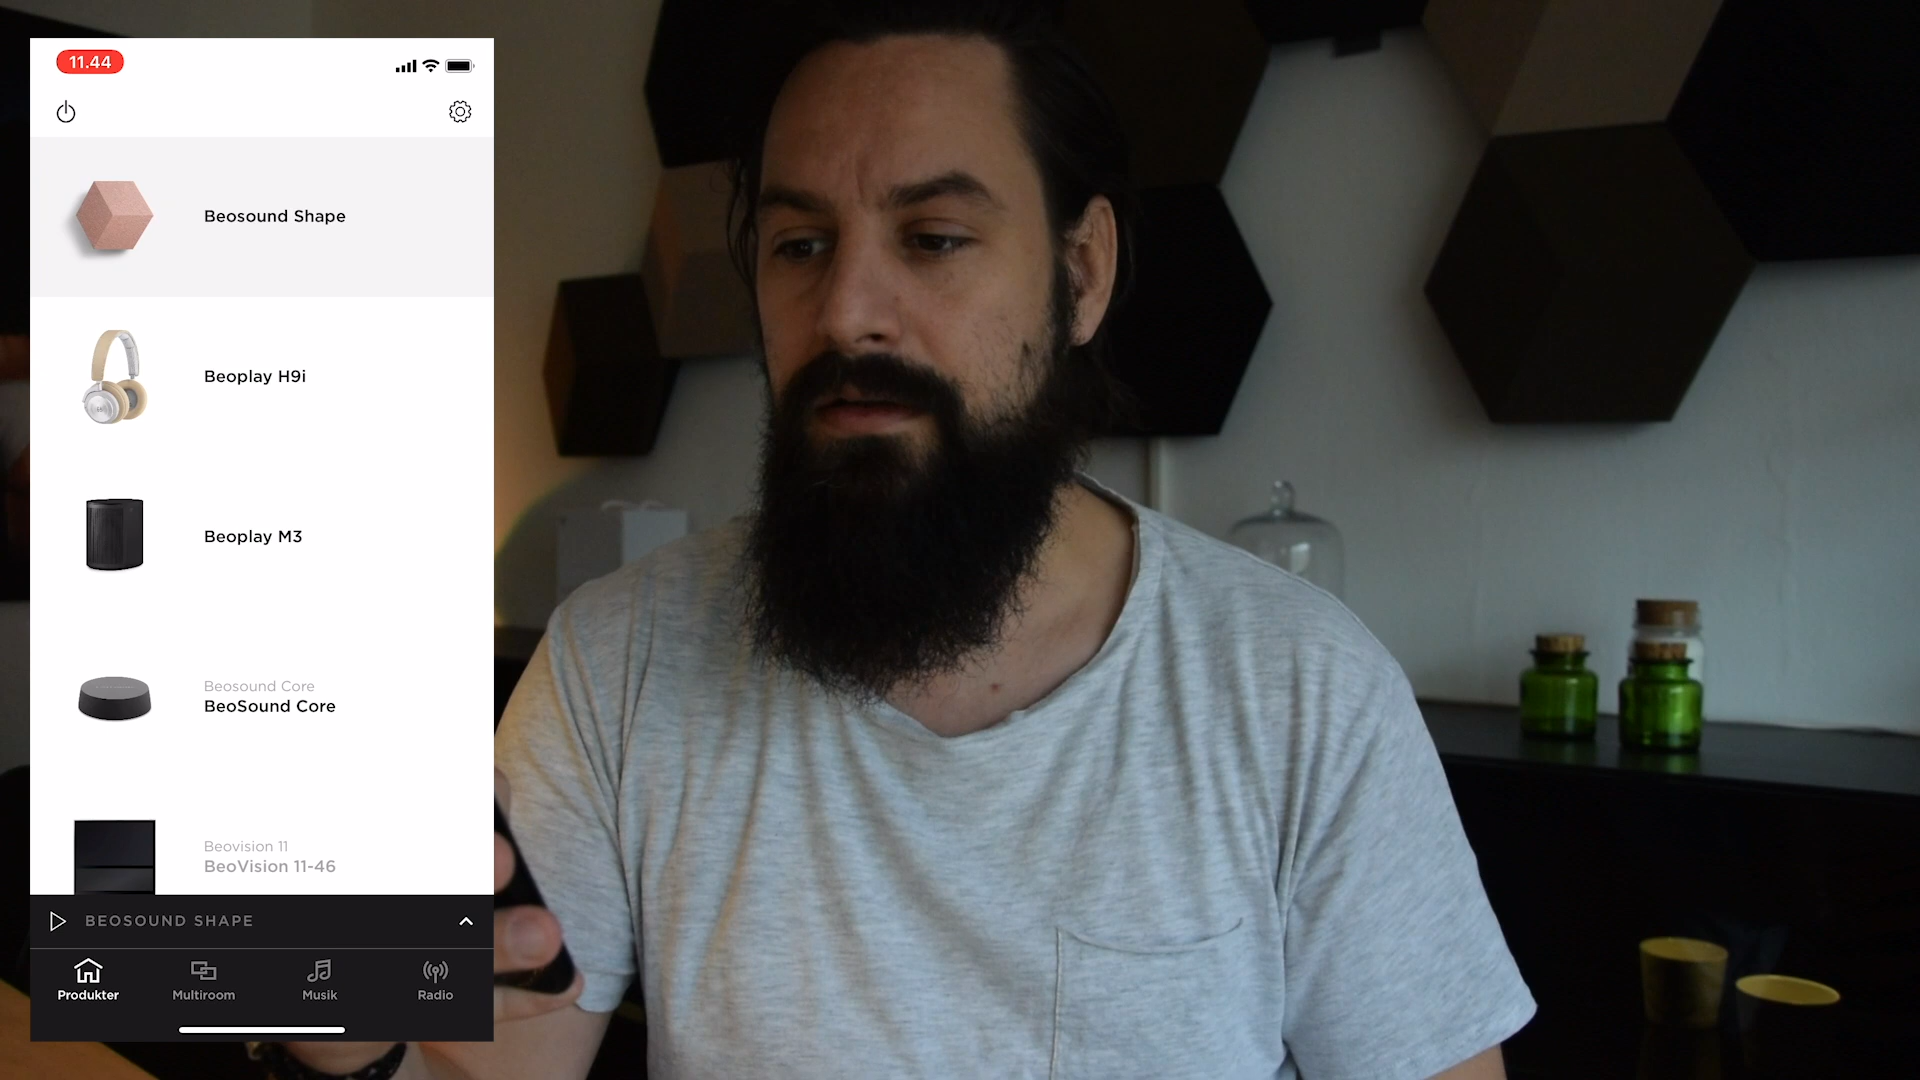 11.44
Beosound Shape
Beoplay H9i
Beoplay M3
Beosound Core
BeoSound Core
Beovision 11
BeoVision 11-46
BEOSOUND SHAPE
Produkter
Multiroom
Musik
Radio